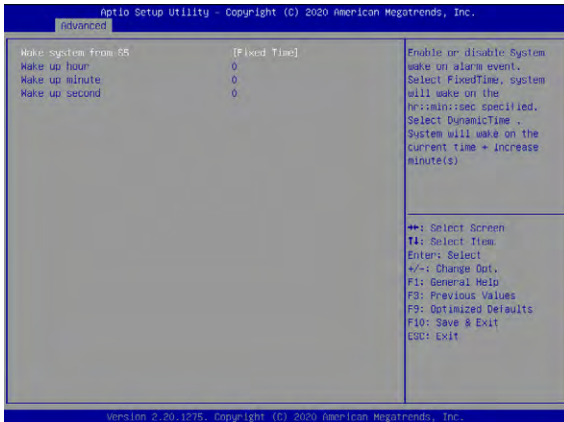 Aptio Setup Utility – Copyright (C) 2020 American Megatrends, Inc.
Advanced
Wake system from S5 [Fixed Time]
Wake up hour 0
Wake up minute 0
Wake up second 0
Enable or disable System
wake on alarm event.
Select FixedTime, system
will wake on the
hr::min::sec specified.
Select DynamicTime .
System will wake on the
current time + Increase
minute(s)
→←: Select Screen
↑↓: Select Item
Enter: Select
+/-: Change Opt.
F1: General Help
F3: Previous Values
F9: Optimized Defaults
F10: Save & Exit
ESC: Exit
Version 2.20.1275. Copyright (C) 2020 American Megatrends, Inc.